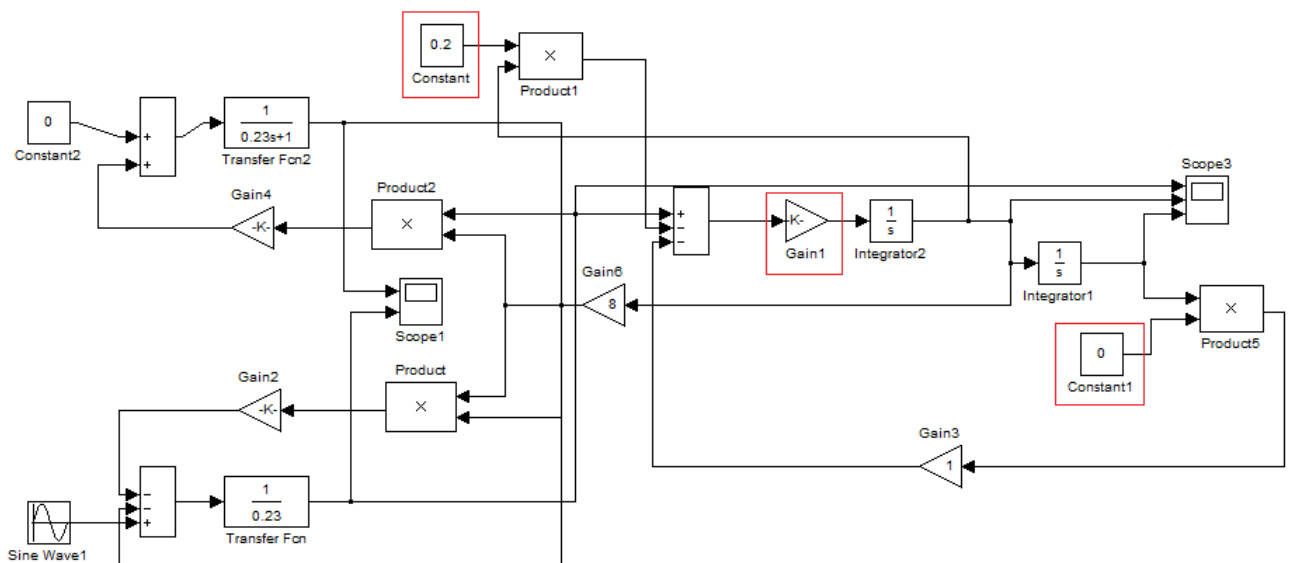 0.2
Constant
×
Product1
0
Constant2
+
+
1
0.23s+1
Transfer Fcn2
Gain4
-K-
Product2
×
+
−
−
K-
Gain1
1
s
Integrator2
Scope3
1
s
Integrator1
Gain6
8
Scope1
×
Product5
0
Constant1
Gain2
-K-
Product
×
Gain3
1
−
−
+
1
0.23
Transfer Fcn
Sine Wave1